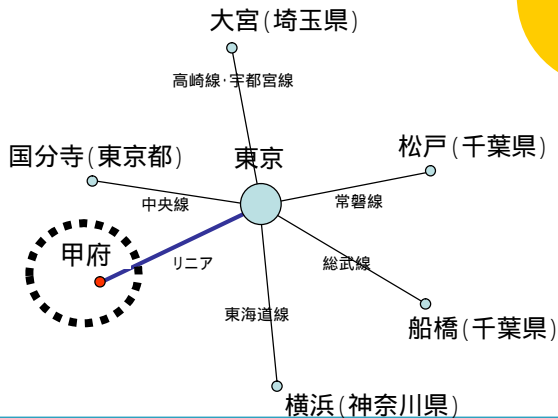 大宮(埼玉県)
高崎線・宇都宮線
国分寺(東京都)
東京
松戸(千葉県)
中央線
常磐線
甲府
リニア
総武線
東海道線
船橋(千葉県)
横浜(神奈川県)